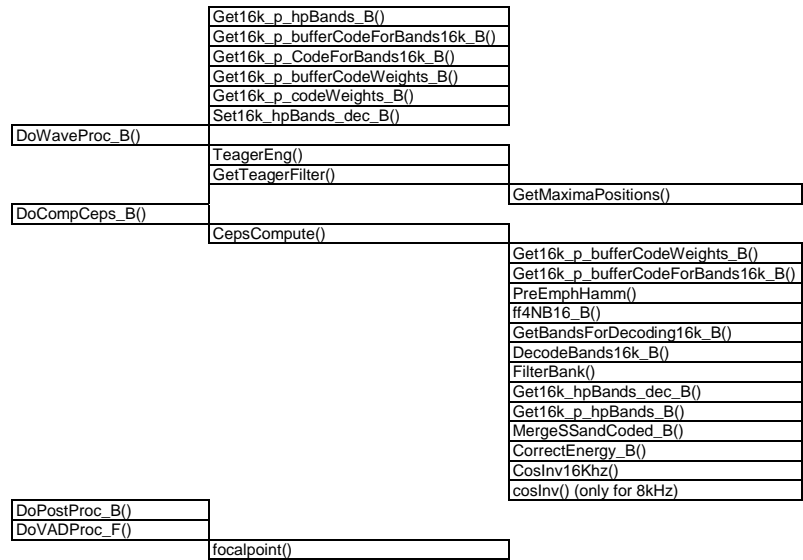 Get16k_p_hpBands_B()
Get16k_p_bufferCodeForBands16k_B()
Get16k_p_CodeForBands16k_B()
Get16k_p_bufferCodeWeights_B()
Get16k_p_codeWeights_B()
Set16k_hpBands_dec_B()
DoWaveProc_B()
TeagerEng()
GetTeagerFilter()
GetMaximaPositions()
DoCompCeps_B()
CepsCompute()
Get16k_p_bufferCodeWeights_B()
Get16k_p_bufferCodeForBands16k_B()
PreEmphHamm()
ff4NB16_B()
GetBandsForDecoding16k_B()
DecodeBands16k_B()
FilterBank()
Get16k_hpBands_dec_B()
Get16k_p_hpBands_B()
MergeSSandCoded_B()
CorrectEnergy_B()
CosInv16Khz()
cosInv() (only for 8kHz)
DoPostProc_B()
DoVADProc_F()
focalpoint()